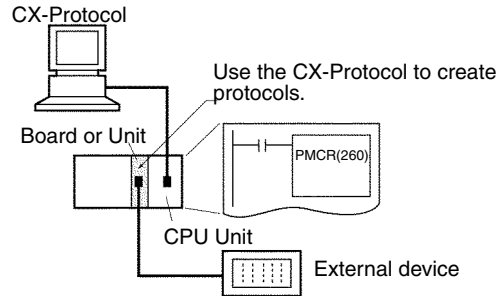 CX-Protocol
Use the CX-Protocol to create
protocols.
Board or Unit
PMCR(260)
CPU Unit
External device